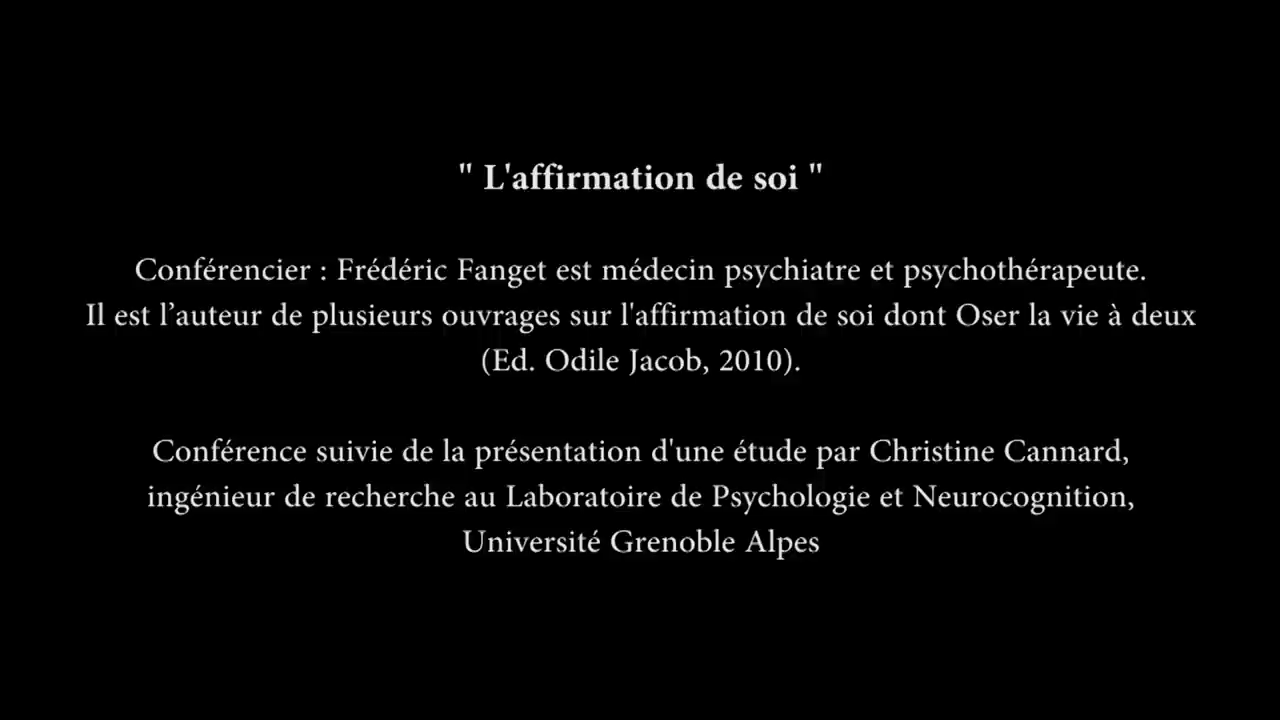 " L'affirmation de soi "
Conférencier : Frédéric Fanget est médecin psychiatre et psychothérapeute.
Il est l’auteur de plusieurs ouvrages sur l'affirmation de soi dont Oser la vie à deux
(Ed. Odile Jacob, 2010).
Conférence suivie de la présentation d'une étude par Christine Cannard,
ingénieur de recherche au Laboratoire de Psychologie et Neurocognition,
Université Grenoble Alpes